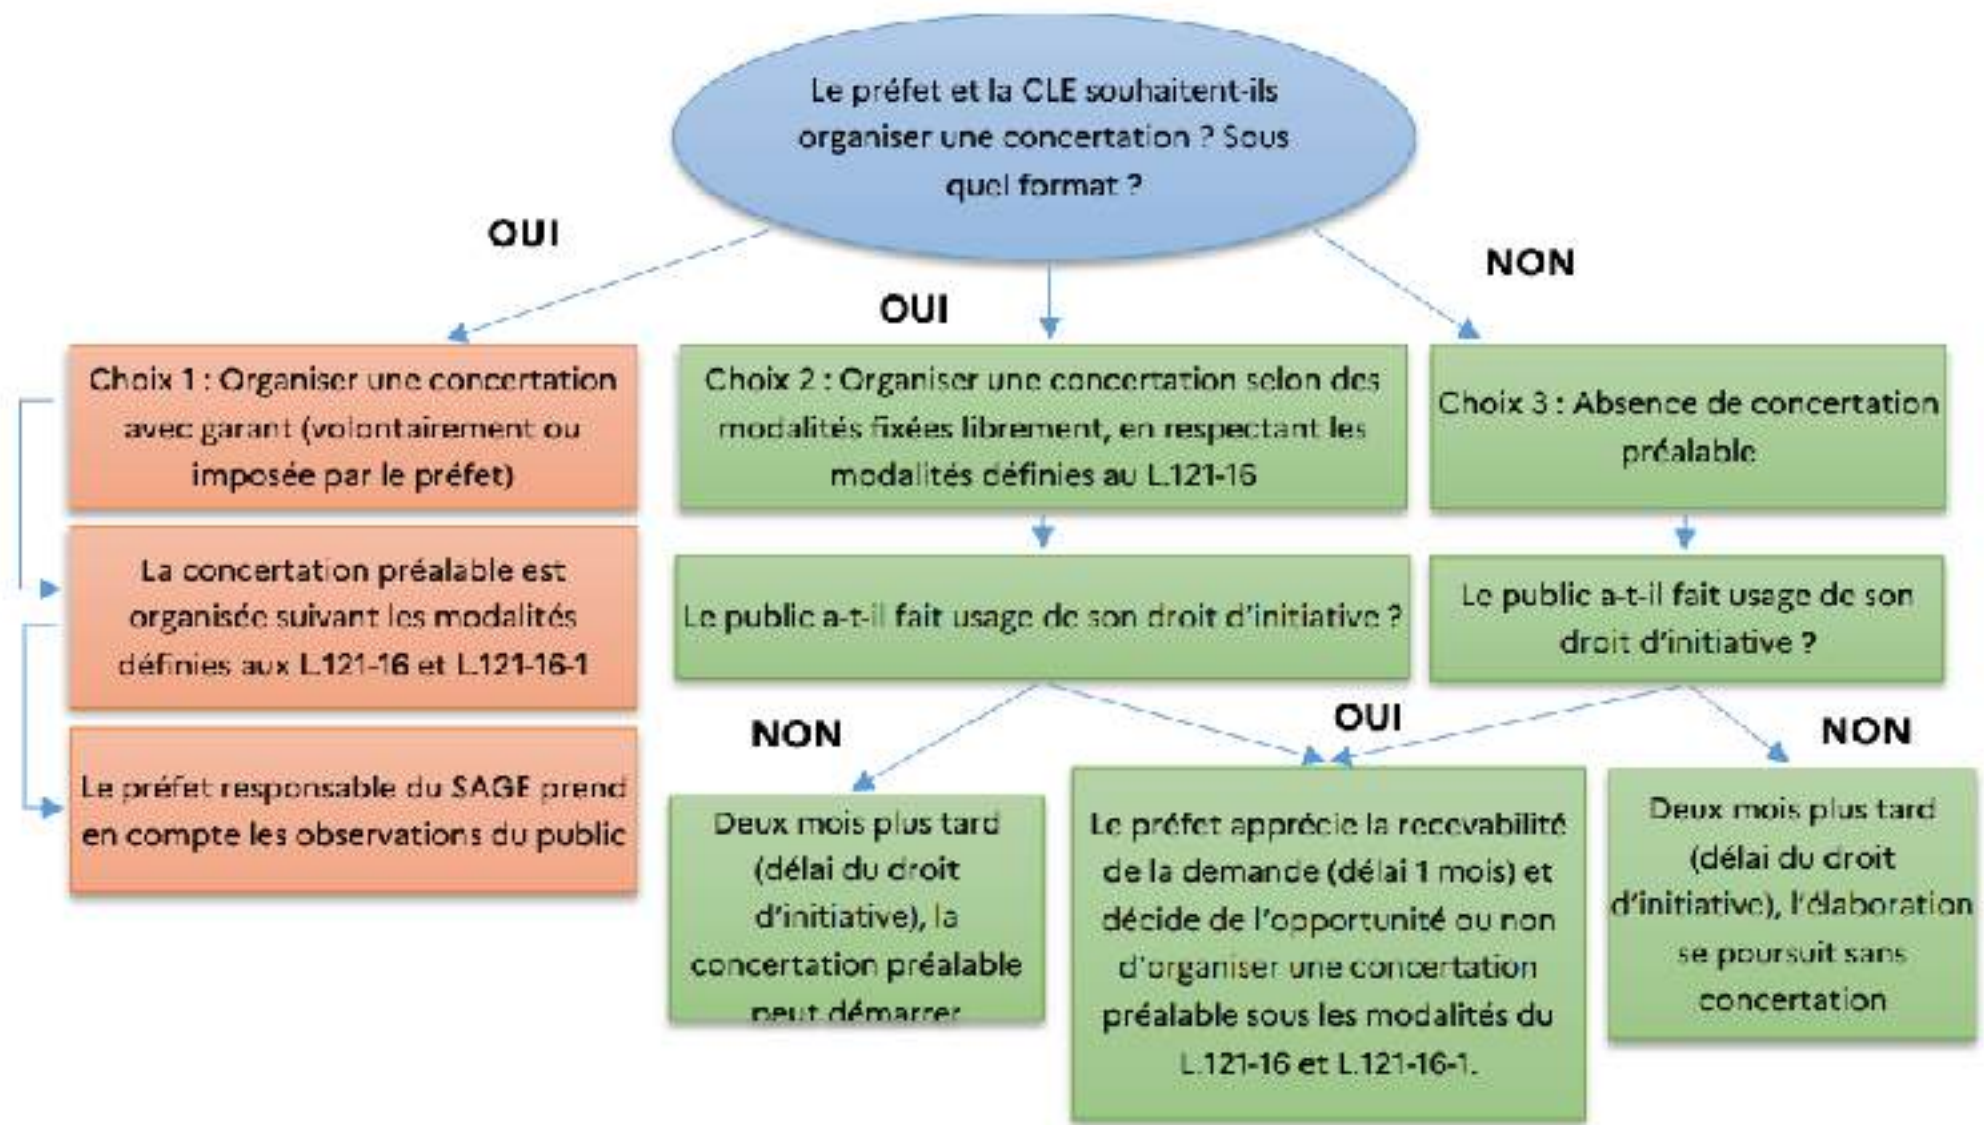 Le préfet et la CLE souhaitent-ils
organiser une concertation ? Sous
quel format ?
OUI
OUI
NON
Choix 1 : Organiser une concertation
avec garant (volontairement ou
imposée par le préfet)
La concertation préalable est
organisée suivant les modalités
définies aux L.121-16 et L.121-16-1
Le préfet responsable du SAGE prend
en compte les observations du public
Choix 2 : Organiser une concertation selon des
modalités fixées librement, en respectant les
modalités définies au L.121-16
Le public a-t-il fait usage de son droit d'initiative ?
Choix 3 : Absence de concertation
préalable
Le public a-t-il fait usage de son
droit d'initiative ?
NON
OUI
NON
Deux mois plus tard
(délai du droit
d'initiative), la
concertation préalable
peut démarrer
Le préfet apprécie la recevabilité
de la demande (délai 1 mois) et
décide de l'opportunité ou non
d'organiser une concertation
préalable sous les modalités du
L.121-16 et L.121-16-1.
Deux mois plus tard
(délai du droit
d'initiative), l'élaboration
se poursuit sans
concertation